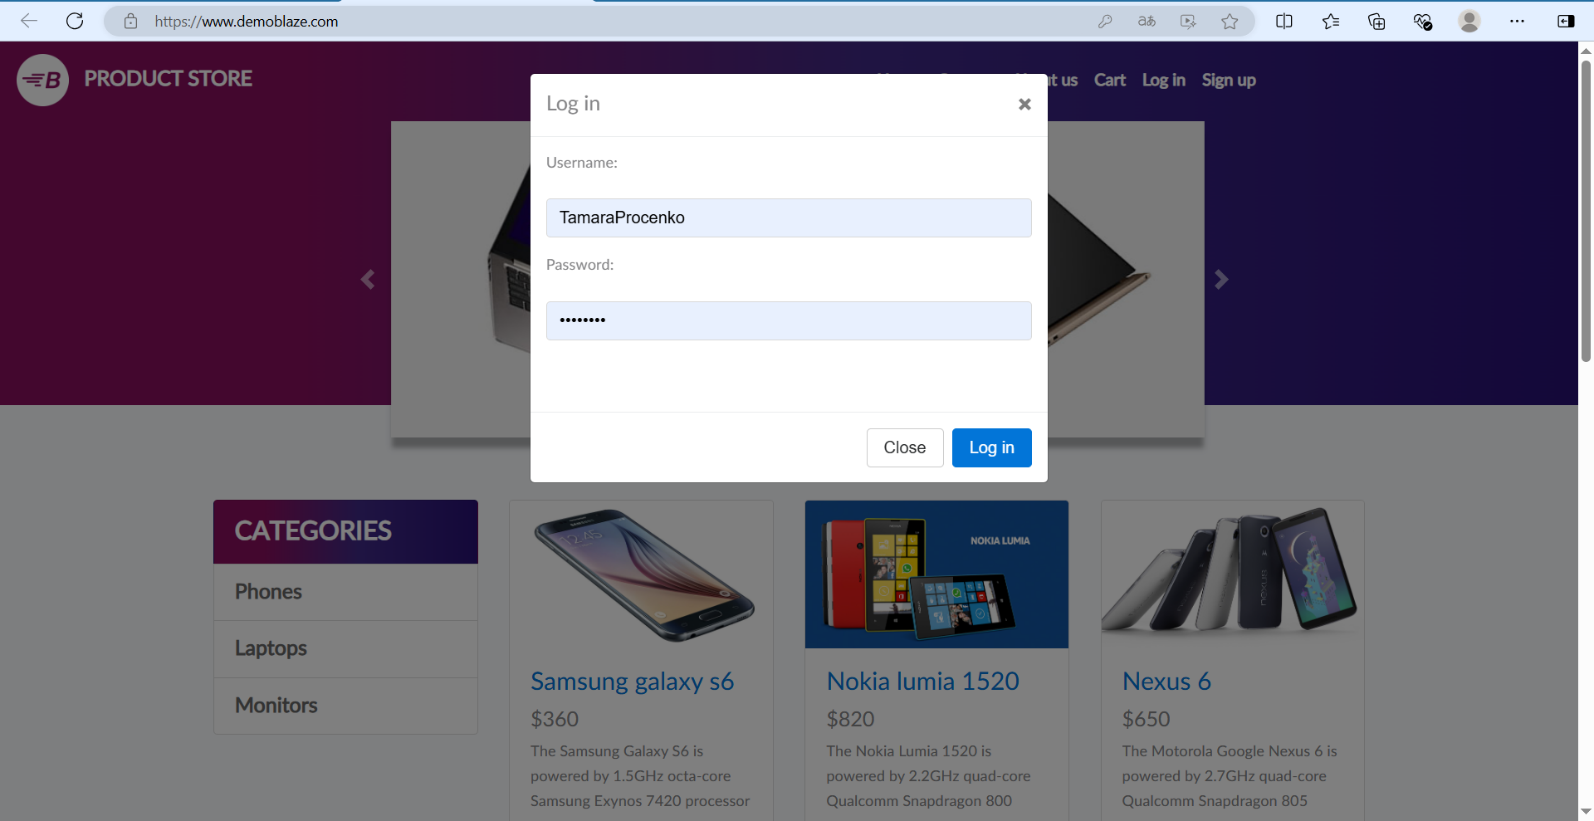 https://www.demoblaze.com
PRODUCT STORE
ut us Cart Log in Sign up
Log in
Username:
TamaraProcenko
Password:
••••••••
Close Log in
CATEGORIES
Phones
Laptops
Monitors
12:45
Samsung galaxy s6
$360
The Samsung Galaxy S6 is
powered by 1.5GHz octa-core
Samsung Exynos 7420 processor
NOKIA LUMIA
Nokia lumia 1520
$820
The Nokia Lumia 1520 is
powered by 2.2GHz quad-core
Qualcomm Snapdragon 800
nexus
Nexus 6
$650
The Motorola Google Nexus 6 is
powered by 2.7GHz quad-core
Qualcomm Snapdragon 805